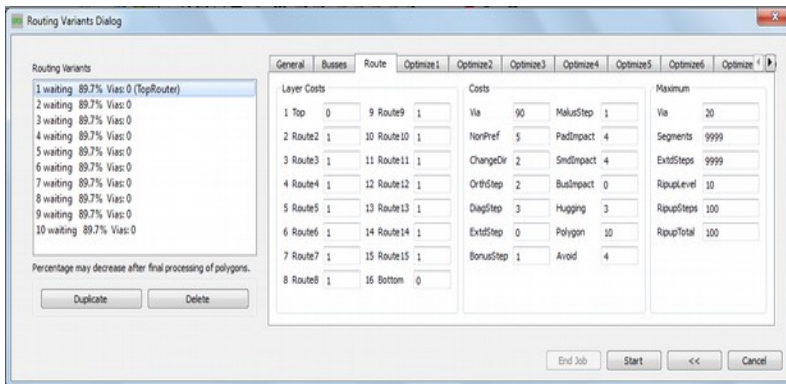 Routing Variants Dialog
Routing Variants
1 waiting 89.7% Vias: 0 (TopRouter)
2 waiting 89.7% Vias: 0
3 waiting 89.7% Vias: 0
4 waiting 89.7% Vias: 0
5 waiting 89.7% Vias: 0
6 waiting 89.7% Vias: 0
7 waiting 89.7% Vias: 0
8 waiting 89.7% Vias: 0
9 waiting 89.7% Vias: 0
10 waiting 89.7% Vias: 0
Percentage may decrease after final processing of polygons.
Duplicate Delete
General Busses Route Optimize1 Optimize2 Optimize3 Optimize4 Optimize5 Optimize6 Optimize
Layer Costs
1 Top 0 9 Route9 1
2 Route2 1 10 Route10 1
3 Route3 1 11 Route11 1
4 Route4 1 12 Route12 1
5 Route5 1 13 Route13 1
6 Route6 1 14 Route14 1
7 Route7 1 15 Route15 1
8 Route8 1 16 Bottom 0
Costs
Via 90 MalusStep 1
NonPref 5 PadImpact 4
ChangeDir 2 SmdImpact 4
OrthStep 2 BusImpact 0
DiagStep 3 Hugging 3
ExtdStep 0 Polygon 10
BonusStep 1 Avoid 4
Maximum
Via 20
Segments 9999
ExtdSteps 9999
RipupLevel 10
RipupSteps 100
RipupTotal 100
End Job Start << Cancel